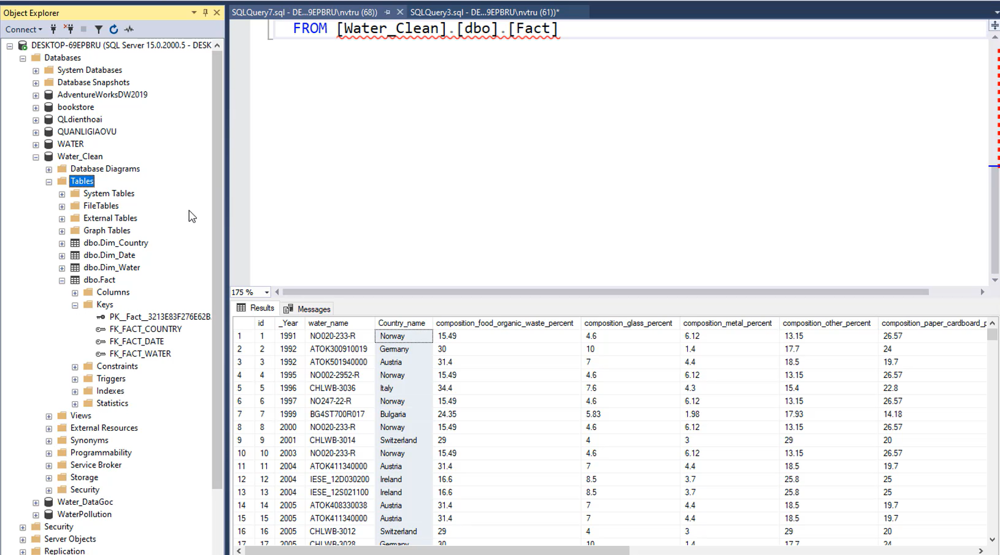 Object Explorer
Connect
DESKTOP-69EPBRU (SQL Server 15.0.2000.5 - DESK
Databases
System Databases
Database Snapshots
AdventureWorksDW2019
bookstore
QLdienthoai
QUANLIGIAOVU
WATER
Water_Clean
Database Diagrams
Tables
System Tables
FileTables
External Tables
Graph Tables
dbo.Dim_Country
dbo.Dim_Date
dbo.Dim_Water
dbo.Fact
Columns
Keys
PK__Fact__3213E83F276E62B
FK_FACT_COUNTRY
FK_FACT_DATE
FK_FACT_WATER
Constraints
Triggers
Indexes
Statistics
Views
External Resources
Synonyms
Programmability
Service Broker
Storage
Security
Water_DataGoc
WaterPollution
Security
Server Objects
Replication
SQLQuery7.sql - DE...9EPBRU\nvtru (68)) SQLQuery3.sql - DE...9EPBRU\nvtru (61))*
FROM [Water_Clean].[dbo].[Fact]
175 %
Results Messages
id _Year water_name Country_name composition_food_organic_waste_percent composition_glass_percent composition_metal_percent composition_other_percent composition_paper_cardboard_p
1 1 1991 NO020-233-R Norway 15.49 4.6 6.12 13.15 26.57
2 2 1992 ATOK300910019 Germany 30 10 1.4 17.7 24
3 3 1992 ATOK501940000 Austria 31.4 7 4.4 18.5 19.7
4 4 1995 NO002-2952-R Norway 15.49 4.6 6.12 13.15 26.57
5 5 1996 CHLWB-3036 Italy 34.4 7.6 4.3 15.4 22.8
6 6 1997 NO247-22-R Norway 15.49 4.6 6.12 13.15 26.57
7 7 1999 BG4ST700R017 Bulgaria 24.35 5.83 1.98 17.93 14.18
8 8 2000 NO020-233-R Norway 15.49 4.6 6.12 13.15 26.57
9 9 2001 CHLWB-3014 Switzerland 29 4 3 29 20
10 10 2003 NO020-233-R Norway 15.49 4.6 6.12 13.15 26.57
11 11 2004 ATOK411340000 Austria 31.4 7 4.4 18.5 19.7
12 12 2004 IESE_12D030200 Ireland 16.6 8.5 3.7 25.8 25
13 13 2004 IESE_12S021100 Ireland 16.6 8.5 3.7 25.8 25
14 14 2005 ATOK408330038 Austria 31.4 7 4.4 18.5 19.7
15 15 2005 ATOK411340000 Austria 31.4 7 4.4 18.5 19.7
16 16 2005 CHLWB-3012 Switzerland 29 4 3 29 20
17 17 2005 CHLWB-3028 Germany 30 10 1.4 17.7 24